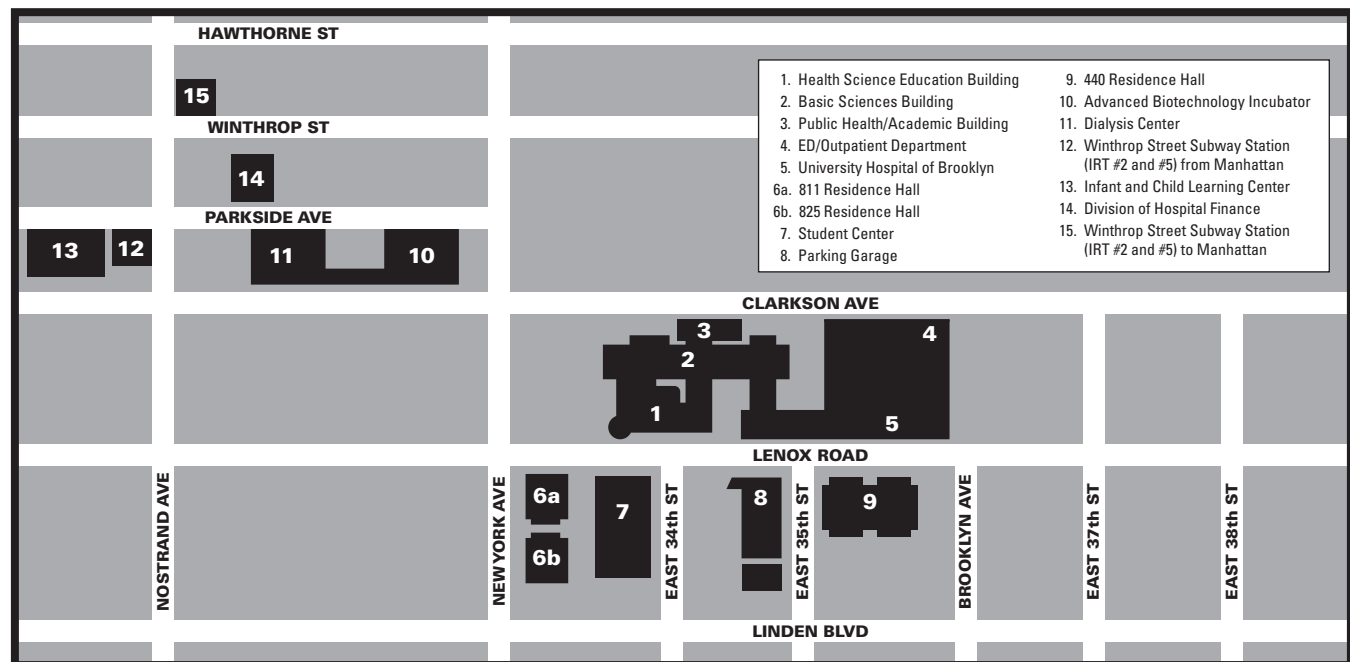 HAWTHORNE ST
15
WINTHROP ST
14
PARKSIDE AVE
13
12
11
10
1. Health Science Education Building
2. Basic Sciences Building
3. Public Health/Academic Building
4. ED/Outpatient Department
5. University Hospital of Brooklyn
6a. 811 Residence Hall
6b. 825 Residence Hall
7. Student Center
8. Parking Garage
9. 440 Residence Hall
10. Advanced Biotechnology Incubator
11. Dialysis Center
12. Winthrop Street Subway Station
(IRT #2 and #5) from Manhattan
13. Infant and Child Learning Center
14. Division of Hospital Finance
15. Winthrop Street Subway Station
(IRT #2 and #5) to Manhattan
CLARKSON AVE
3
4
2
1
5
LENOX ROAD
NOSTRAND AVE
NEW YORK AVE
6a
6b
7
EAST 34th ST
8
EAST 35th ST
9
BROOKLYN AVE
EAST 37th ST
EAST 38th ST
LINDEN BLVD